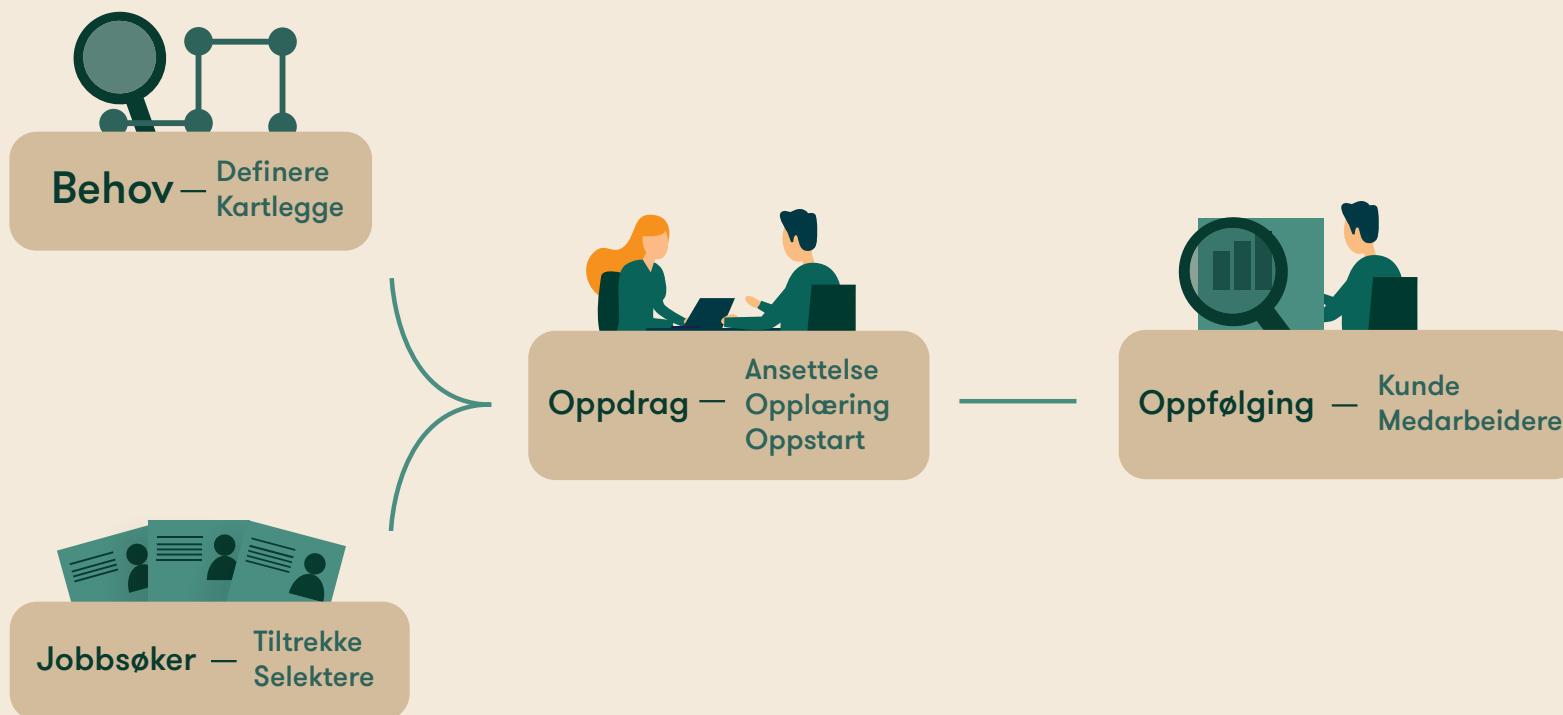 Behov —
Definere
Kartlegge
Oppdrag —
Ansettelse
Opplæring
Oppstart
Oppfølging —
Kunde
Medarbeidere
Jobbsøker —
Tiltrekke
Selektere